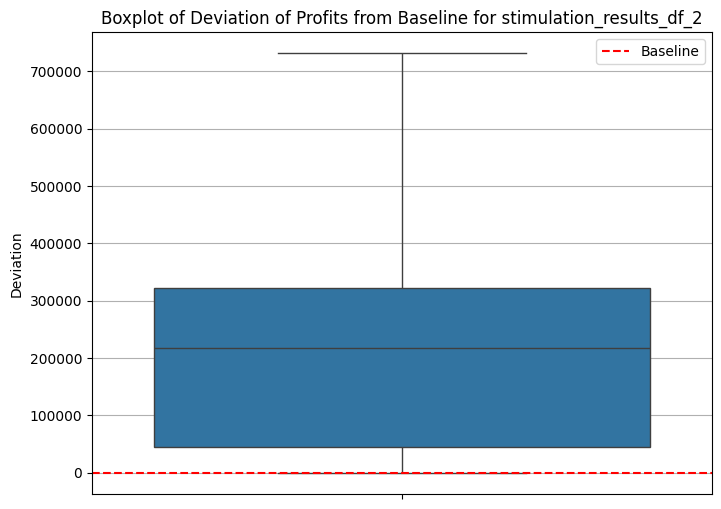 Boxplot of Deviation of Profits from Baseline for stimulation_results_df_2
Baseline
700000
600000
500000
400000
300000
200000
100000
0
Deviation